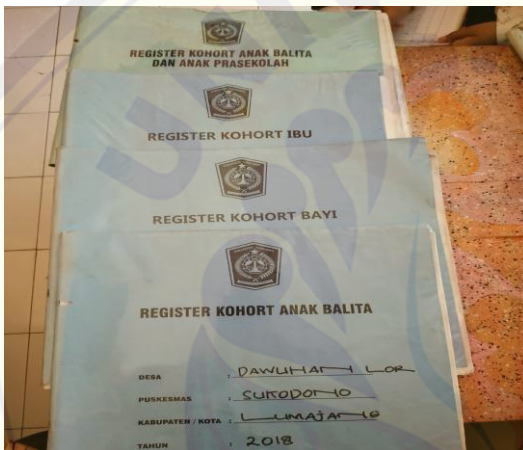 REGISTER KOHORT ANAK BALITA
DAN ANAK PRASEKOLAH
REGISTER KOHORT IBU
REGISTER KOHORT BAYI
REGISTER KOHORT ANAK BALITA
DESA : DAWUHAN LOR
PUSKESMAS : SUKODONO
KABUPATEN / KOTA : LUMAJANG
TAHUN : 2018